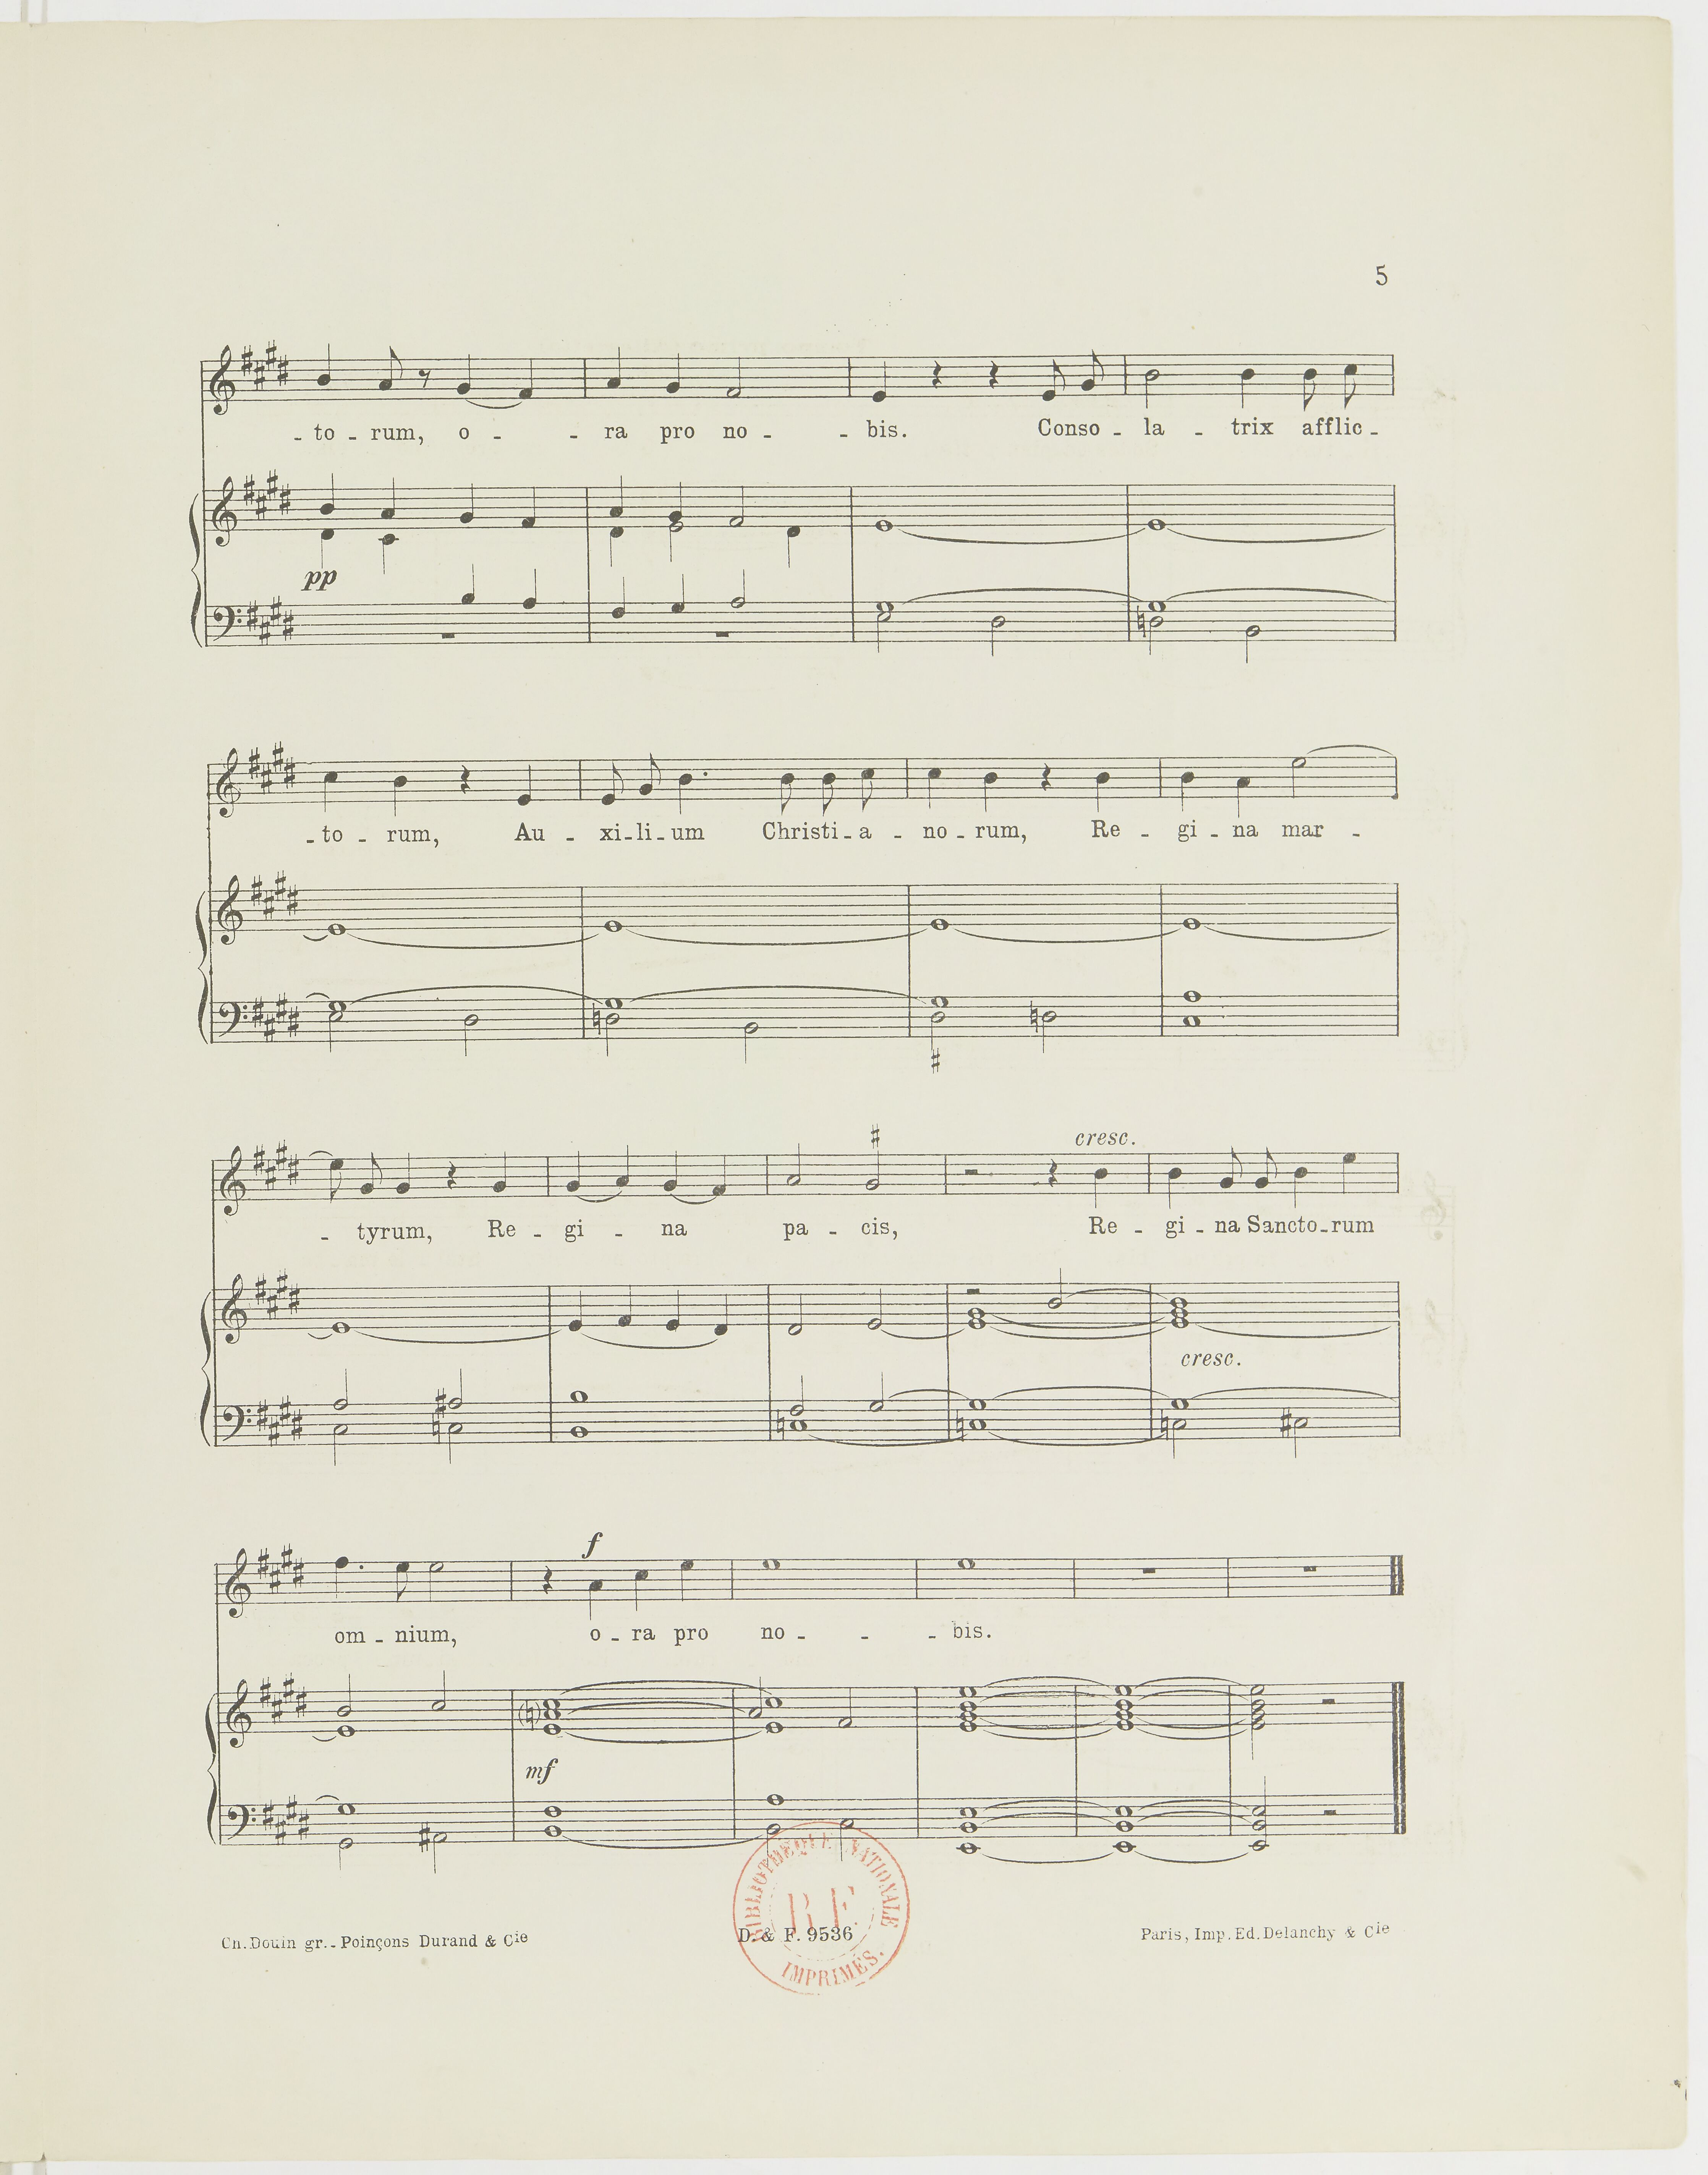 5
- to - rum, o - - ra pro no - - bis. Conso - la - trix afflic -
pp
- to - rum, Au - xi - li - um Christi - a - no - rum, Re - gi - na mar -
cresc.
- tyrum, Re - gi - na pa - cis, Re - gi - na Sancto - rum
cresc.
f
om - nium, o - ra pro no - - - bis.
mf
BIBLIOTHEQUE NATIONALE
R F
IMPRIMÉS.
Ch. Douin gr. - Poinçons Durand & Cie D. & F. 9536 Paris, Imp. Ed. Delanchy & Cie